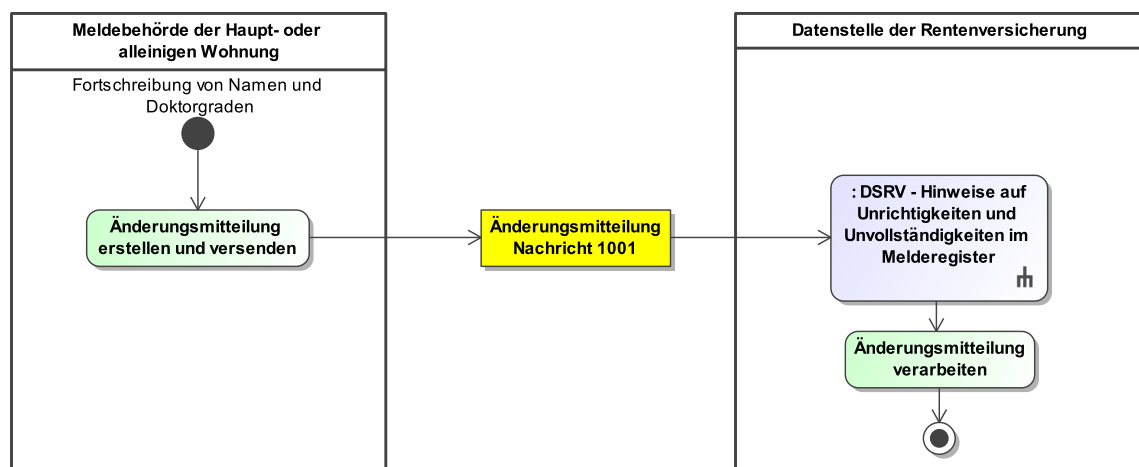 Meldebehörde der Haupt- oder
alleinigen Wohnung
Fortschreibung von Namen und
Doktorgraden
Änderungsmitteilung
erstellen und versenden
Änderungsmitteilung
Nachricht 1001
Datenstelle der Rentenversicherung
: DSRV - Hinweise auf
Unrichtigkeiten und
Unvollständigkeiten im
Melderegister
Änderungsmitteilung
verarbeiten